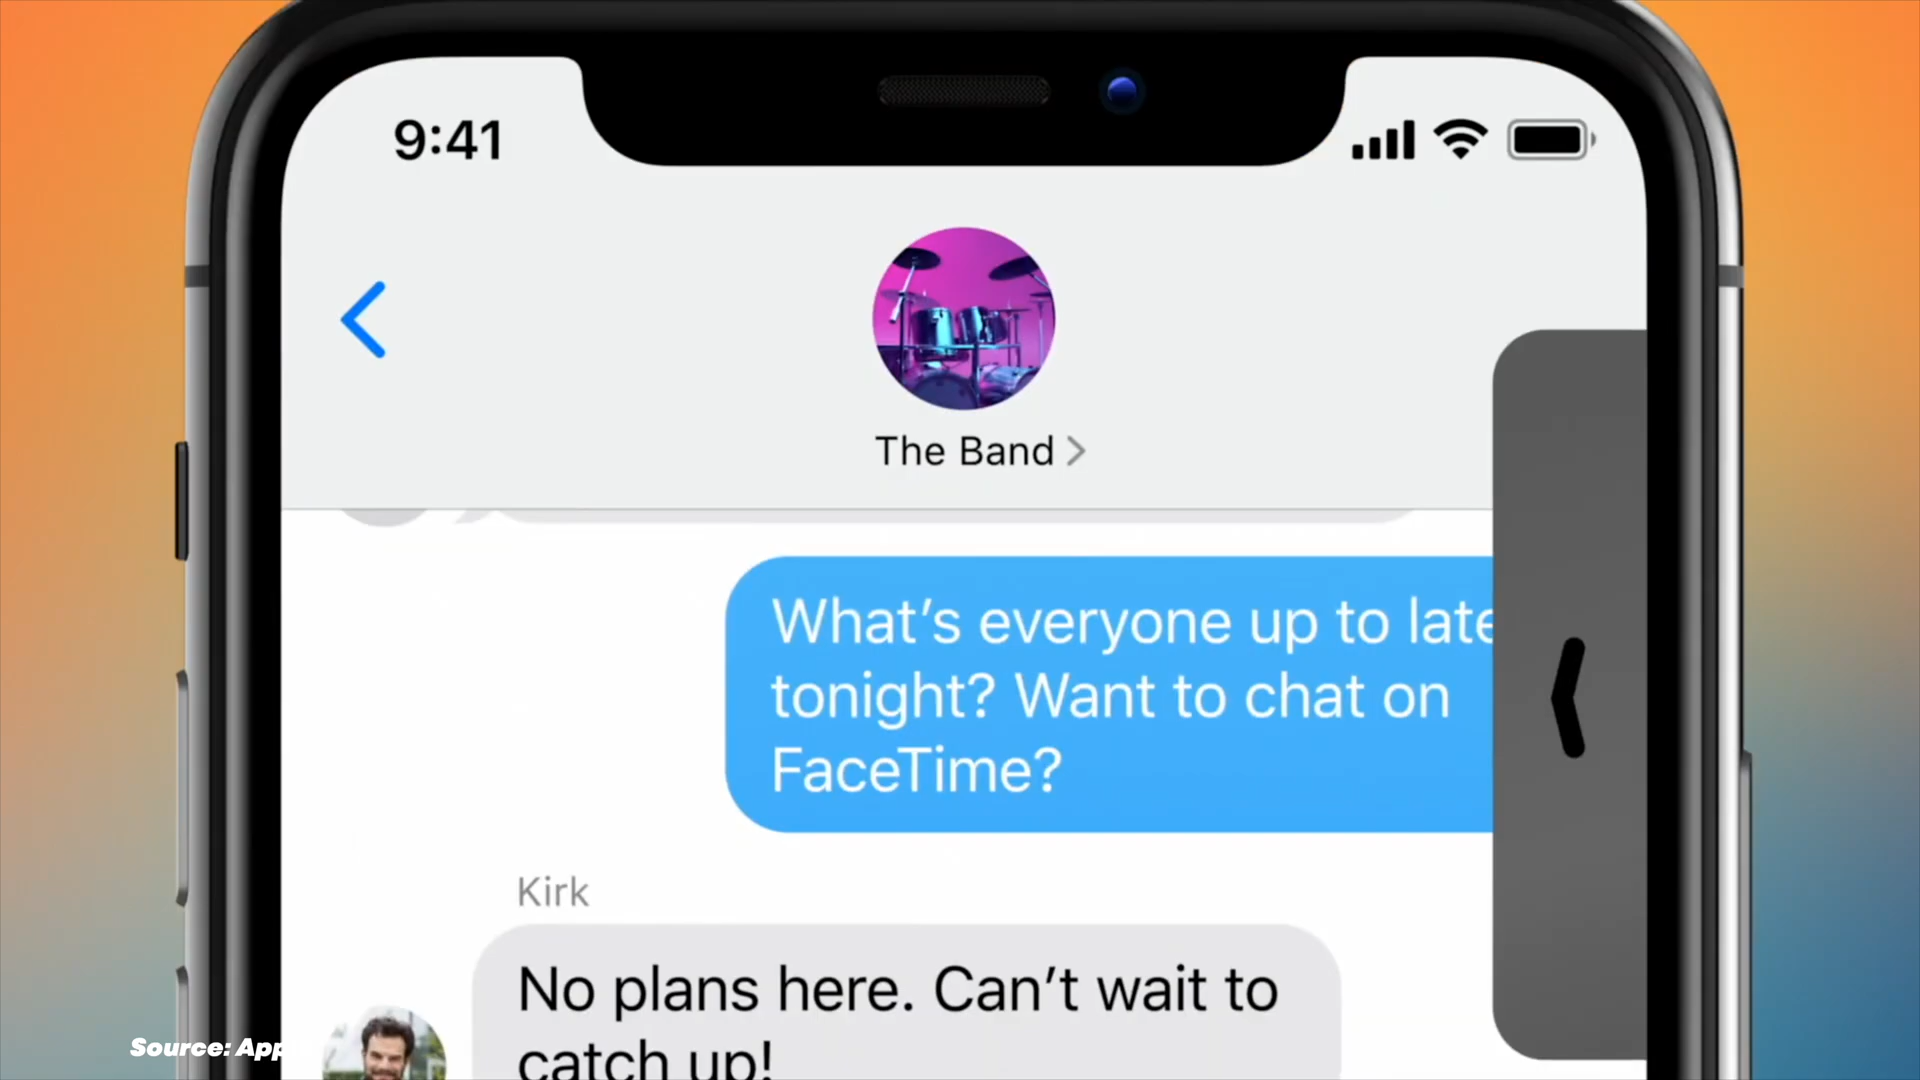 9:41
The Band
What’s everyone up to late
tonight? Want to chat on
FaceTime?
Kirk
No plans here. Can’t wait to
catch up!
Source: App